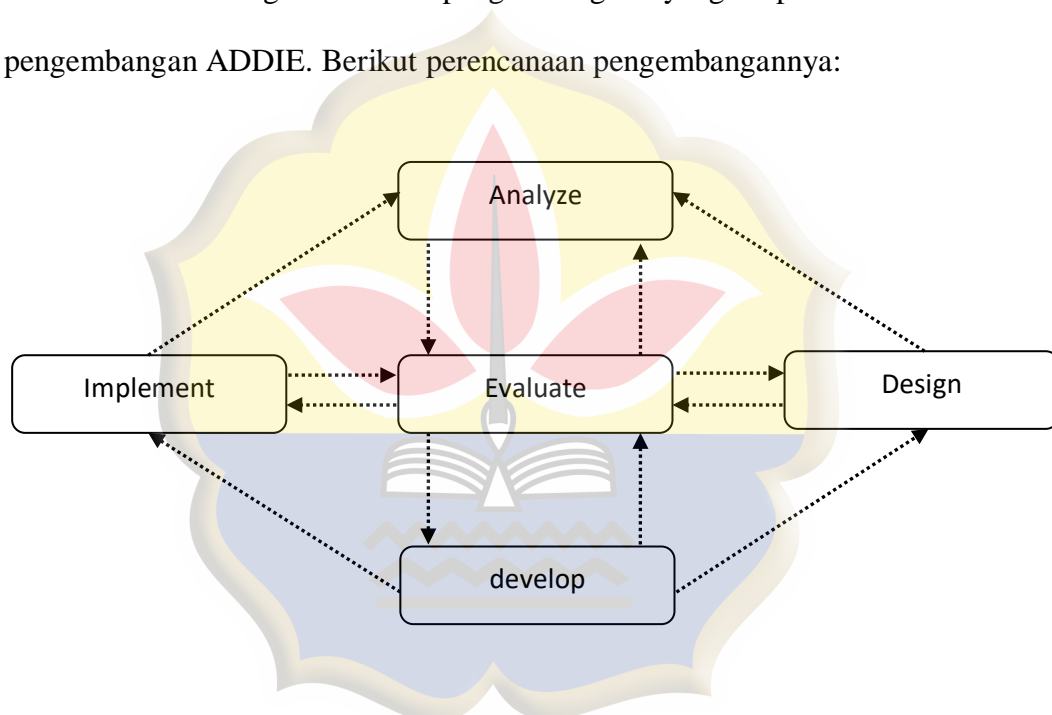 pengembangan ADDIE. Berikut perencanaan pengembangannya:
Analyze
Implement
Evaluate
Design
develop